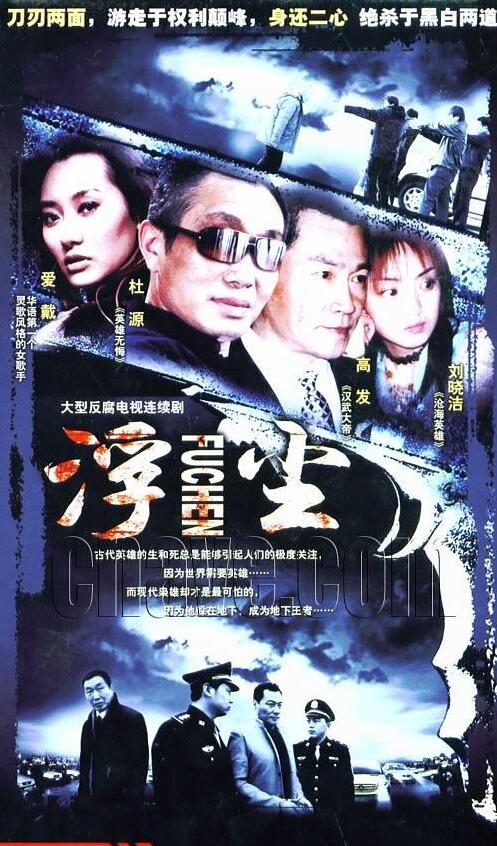 刀刃两面，游走于权利颠峰，身还二心 绝杀于黑白两道
爱戴
华语第一个
灵歌风格的女歌手
杜源
《英雄无悔》
高发
《汉武大帝》
刘晓洁
《沧海英雄》
大型反腐电视连续剧
浮尘
FUCHEN
古代英雄的生和死总是能够引起人们的极度关注，
因为世界需要英雄……
而现代枭雄却才是最可怕的，
因为他躲在地下、成为地下王者……
cnave.com